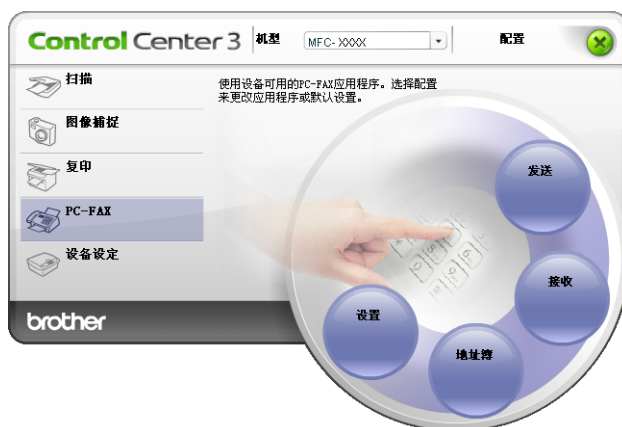 Control Center 3
机型
MFC-XXXX
配置
扫描
图像捕捉
复印
PC-FAX
设备设定
使用设备可用的PC-FAX应用程序。选择配置
来更改应用程序或默认设置。
发送
接收
地址簿
设置
brother